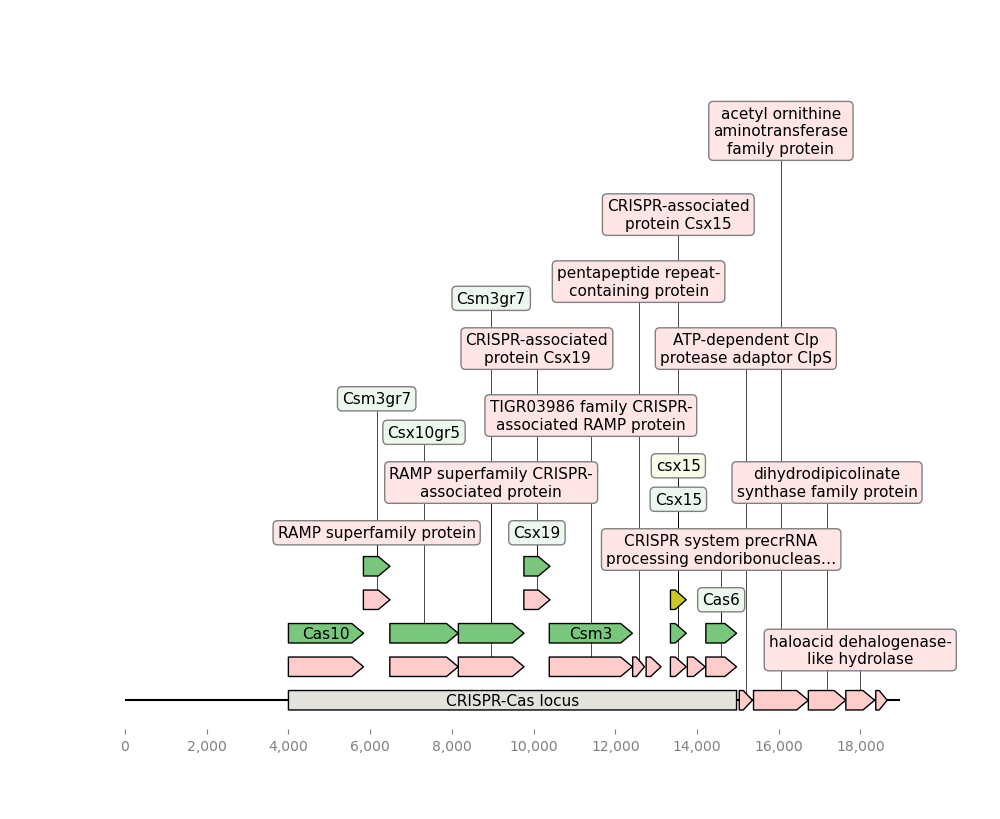 acetyl ornithine
aminotransferase
family protein
CRISPR-associated
protein Csx15
pentapeptide repeat-
containing protein
Csm3gr7
CRISPR-associated
protein Csx19
ATP-dependent Clp
protease adaptor ClpS
Csm3gr7
TIGR03986 family CRISPR-
associated RAMP protein
Csx10gr5
csx15
RAMP superfamily CRISPR-
associated protein
dihydrodipicolinate
synthase family protein
Csx15
RAMP superfamily protein
Csx19
CRISPR system precrRNA
processing endoribonucleas...
Cas6
Cas10
Csm3
haloacid dehalogenase-
like hydrolase
CRISPR-Cas locus
0 2,000 4,000 6,000 8,000 10,000 12,000 14,000 16,000 18,000